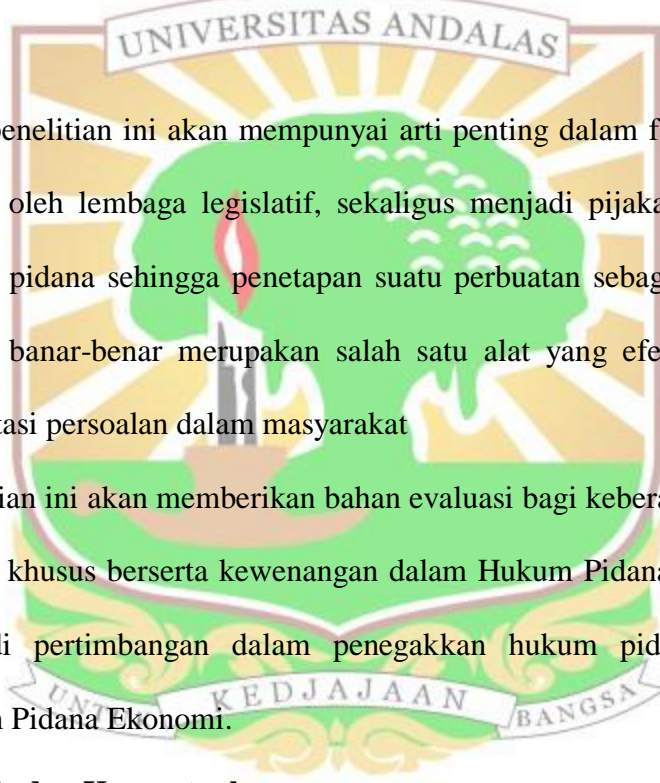 UNIVERSITAS ANDALAS
penelitian ini akan mempunyai arti penting dalam f
oleh lembaga legislatif, sekaligus menjadi pijaka
pidana sehingga penetapan suatu perbuatan sebag
banar-benar merupakan salah satu alat yang efe
tasi persoalan dalam masyarakat
ian ini akan memberikan bahan evaluasi bagi kebera
khusus berserta kewenangan dalam Hukum Pidana
di pertimbangan dalam penegakkan hukum pid
UNTUK KEDJAJAAN BANGSA
n Pidana Ekonomi.